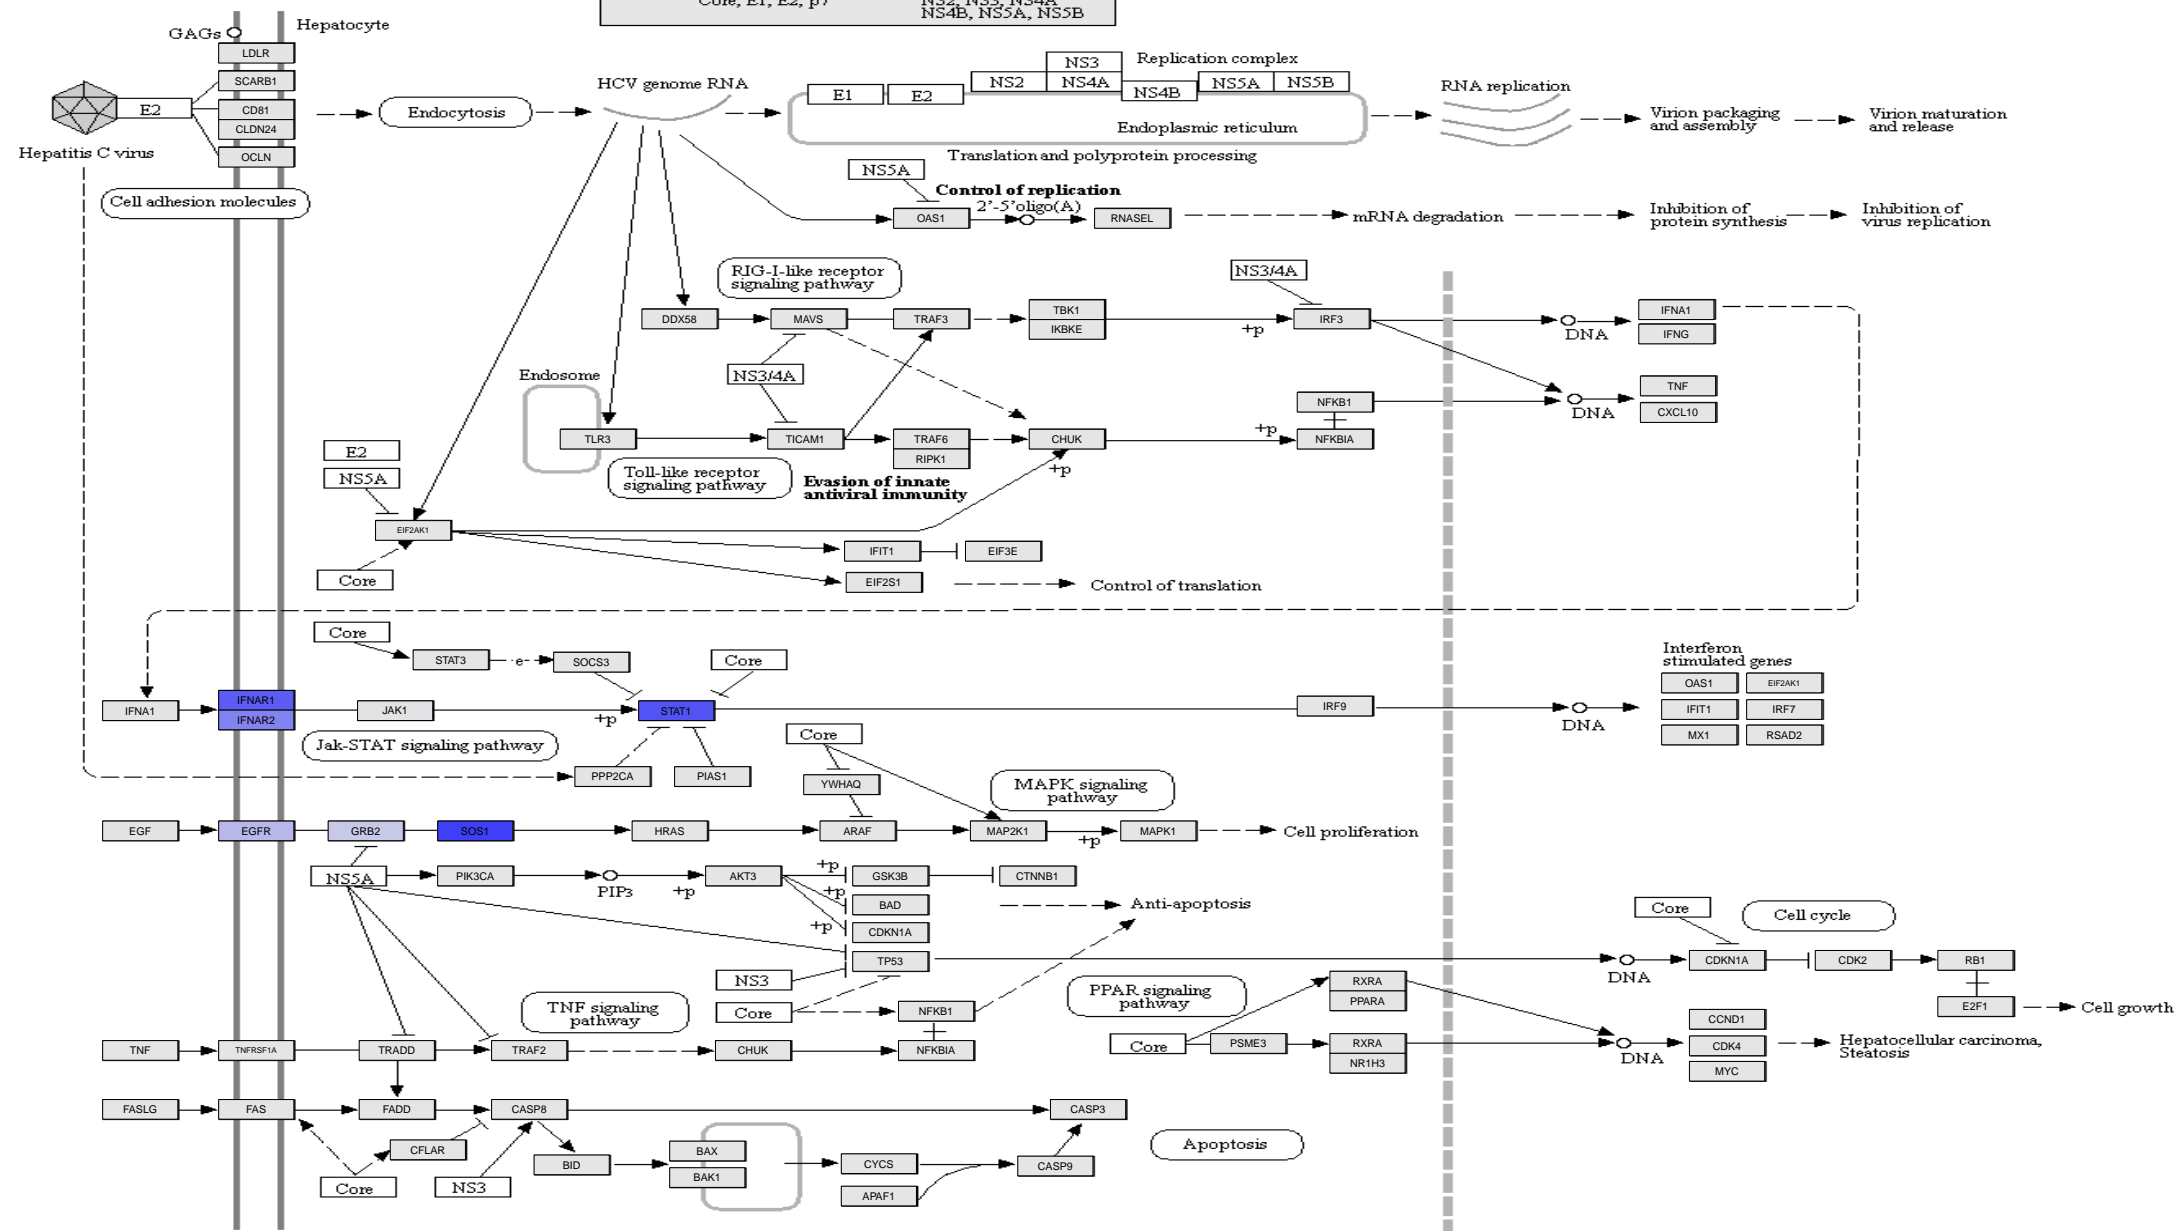 Core, E1, E2, p7
NS2, NS3, NS4A
NS4B, NS5A, NS5B
GAGs
Hepatocyte
LDLR
SCARB1
E2
CD81
CLDN24
OCLN
Hepatitis C virus
Cell adhesion molecules
Endocytosis
HCV genome RNA
E1
E2
NS2
NS3
NS4A
NS4B
NS5A
NS5B
Replication complex
Endoplasmic reticulum
Translation and polyprotein processing
RNA replication
Virion packaging
and assembly
Virion maturation
and release
NS5A
Control of replication
OAS1
2'-5'oligo(A)
RNASEL
mRNA degradation
Inhibition of
protein synthesis
Inhibition of
virus replication
RIG-I-like receptor
signaling pathway
NS3/4A
DDX58
MAVS
TRAF3
TBK1
IKBKE
+p
IRF3
DNA
IFNA1
IFNG
NS3/4A
Endosome
TNF
CXCL10
DNA
NFKB1
TLR3
TICAM1
TRAF6
RIPK1
CHUK
+p
+p
NFKBIA
Toll-like receptor
signaling pathway
Evasion of innate
antiviral immunity
E2
NS5A
EIF2AK1
Core
IFIT1
EIF3E
EIF2S1
Control of translation
Core
STAT3
e
SOCS3
Core
Interferon
stimulated genes
OAS1
EIF2AK1
IFIT1
IRF7
MX1
RSAD2
IFNA1
IFNAR1
IFNAR2
JAK1
+p
STAT1
IRF9
DNA
Jak-STAT signaling pathway
PPP2CA
PIAS1
Core
YWHAQ
MAPK signaling
pathway
EGF
EGFR
GRB2
SOS1
HRAS
ARAF
MAP2K1
+p
MAPK1
Cell proliferation
NS5A
PIK3CA
PIP3
+p
AKT3
+p
+p
+p
GSK3B
CTNNB1
BAD
CDKN1A
TP53
Anti-apoptosis
NS3
Core
NFKB1
NFKBIA
TNF signaling
pathway
TNF
TNFRSF1A
TRADD
TRAF2
CHUK
PPAR signaling
pathway
Core
PSME3
RXRA
PPARA
RXRA
NR1H3
DNA
Core
Cell cycle
DNA
CDKN1A
CDK2
RB1
E2F1
Cell growth
CCND1
CDK4
MYC
Hepatocellular carcinoma,
Steatosis
FASLG
FAS
FADD
CASP8
CASP3
CFLAR
Core
NS3
BID
BAX
BAK1
CYCS
APAF1
CASP9
Apoptosis